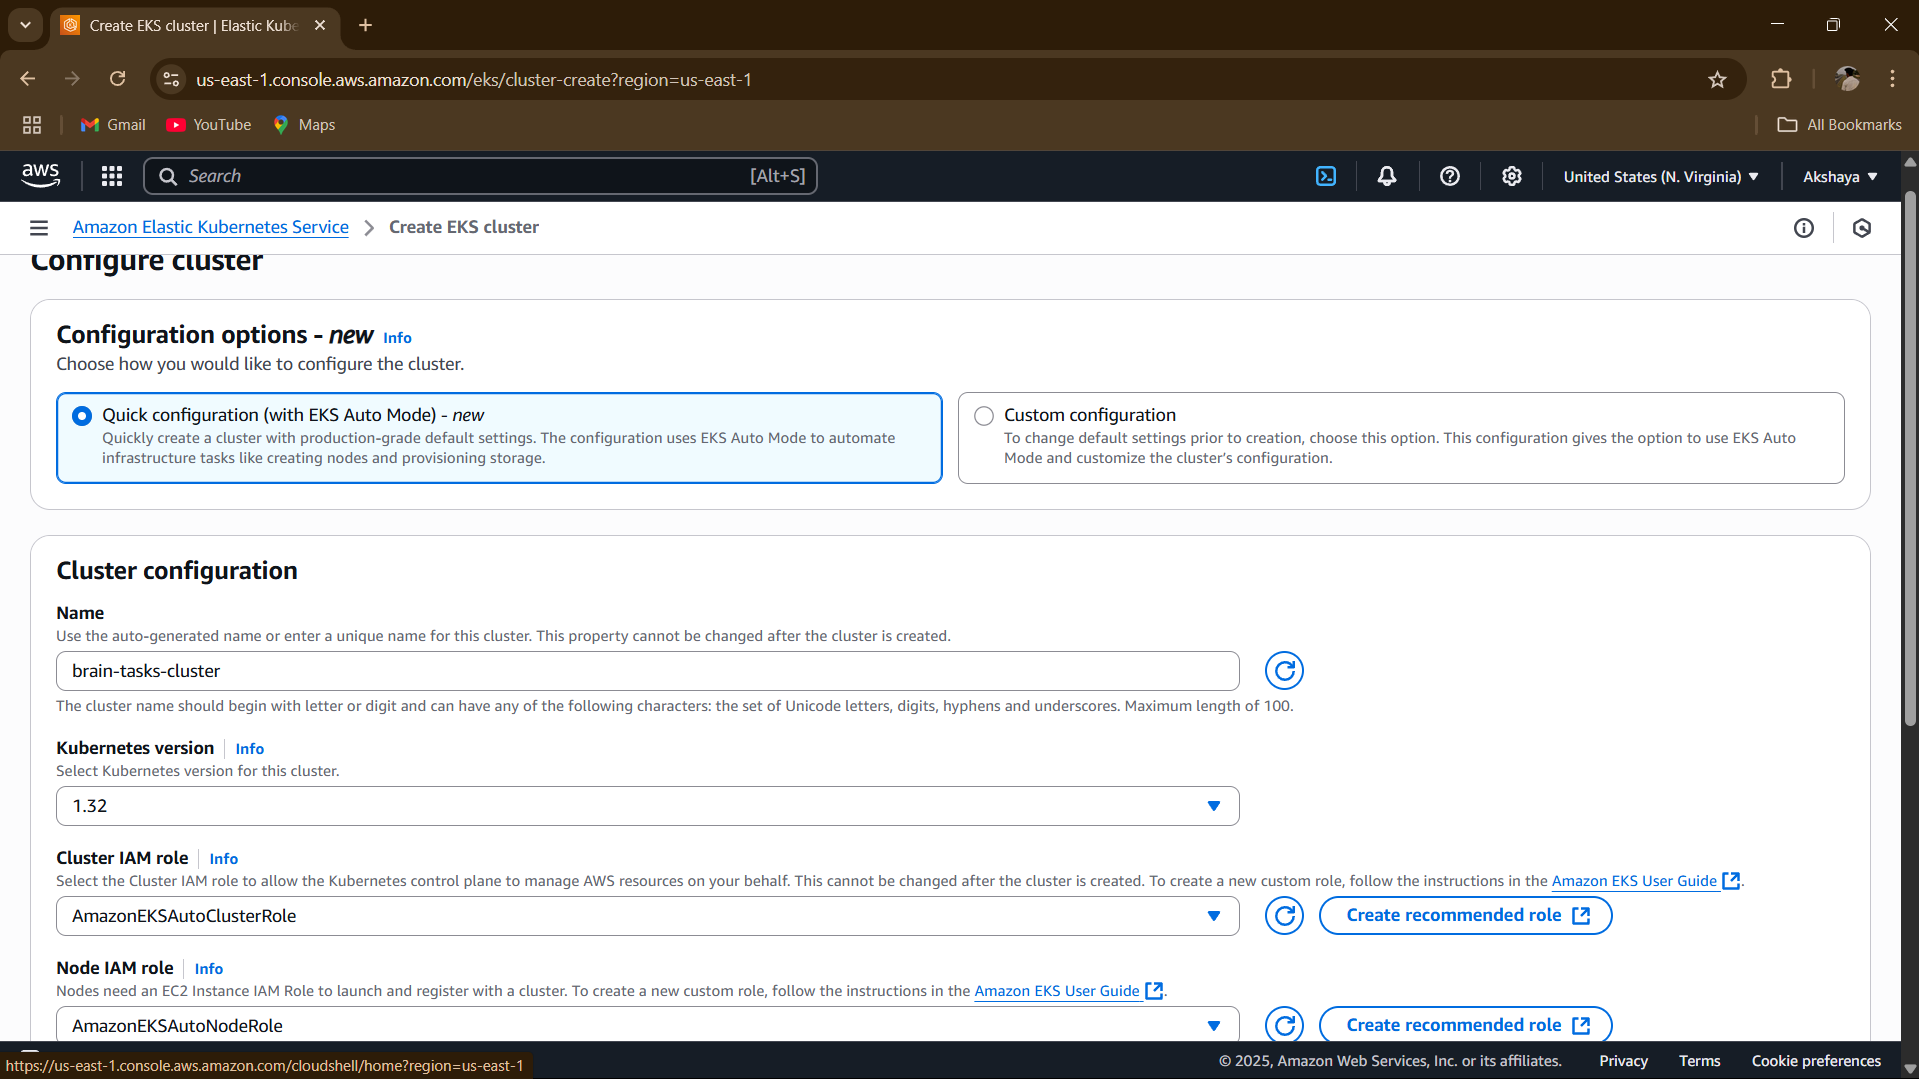 Create EKS cluster | Elastic Kube
us-east-1.console.aws.amazon.com/eks/cluster-create?region=us-east-1
Gmail
YouTube
Maps
All Bookmarks
aws
Search
[Alt+S]
United States (N. Virginia)
Akshaya
Amazon Elastic Kubernetes Service
Create EKS cluster
Configure cluster
Configuration options - new Info
Choose how you would like to configure the cluster.
Quick configuration (with EKS Auto Mode) - new
Quickly create a cluster with production-grade default settings. The configuration uses EKS Auto Mode to automate
infrastructure tasks like creating nodes and provisioning storage.
Custom configuration
To change default settings prior to creation, choose this option. This configuration gives the option to use EKS Auto
Mode and customize the cluster's configuration.
Cluster configuration
Name
Use the auto-generated name or enter a unique name for this cluster. This property cannot be changed after the cluster is created.
brain-tasks-cluster
The cluster name should begin with letter or digit and can have any of the following characters: the set of Unicode letters, digits, hyphens and underscores. Maximum length of 100.
Kubernetes version Info
Select Kubernetes version for this cluster.
1.32
Cluster IAM role Info
Select the Cluster IAM role to allow the Kubernetes control plane to manage AWS resources on your behalf. This cannot be changed after the cluster is created. To create a new custom role, follow the instructions in the Amazon EKS User Guide.
AmazonEKSAutoClusterRole
Create recommended role
Node IAM role Info
Nodes need an EC2 Instance IAM Role to launch and register with a cluster. To create a new custom role, follow the instructions in the Amazon EKS User Guide.
AmazonEKSAutoNodeRole
Create recommended role
https://us-east-1.console.aws.amazon.com/cloudshell/home?region=us-east-1
© 2025, Amazon Web Services, Inc. or its affiliates.
Privacy
Terms
Cookie preferences